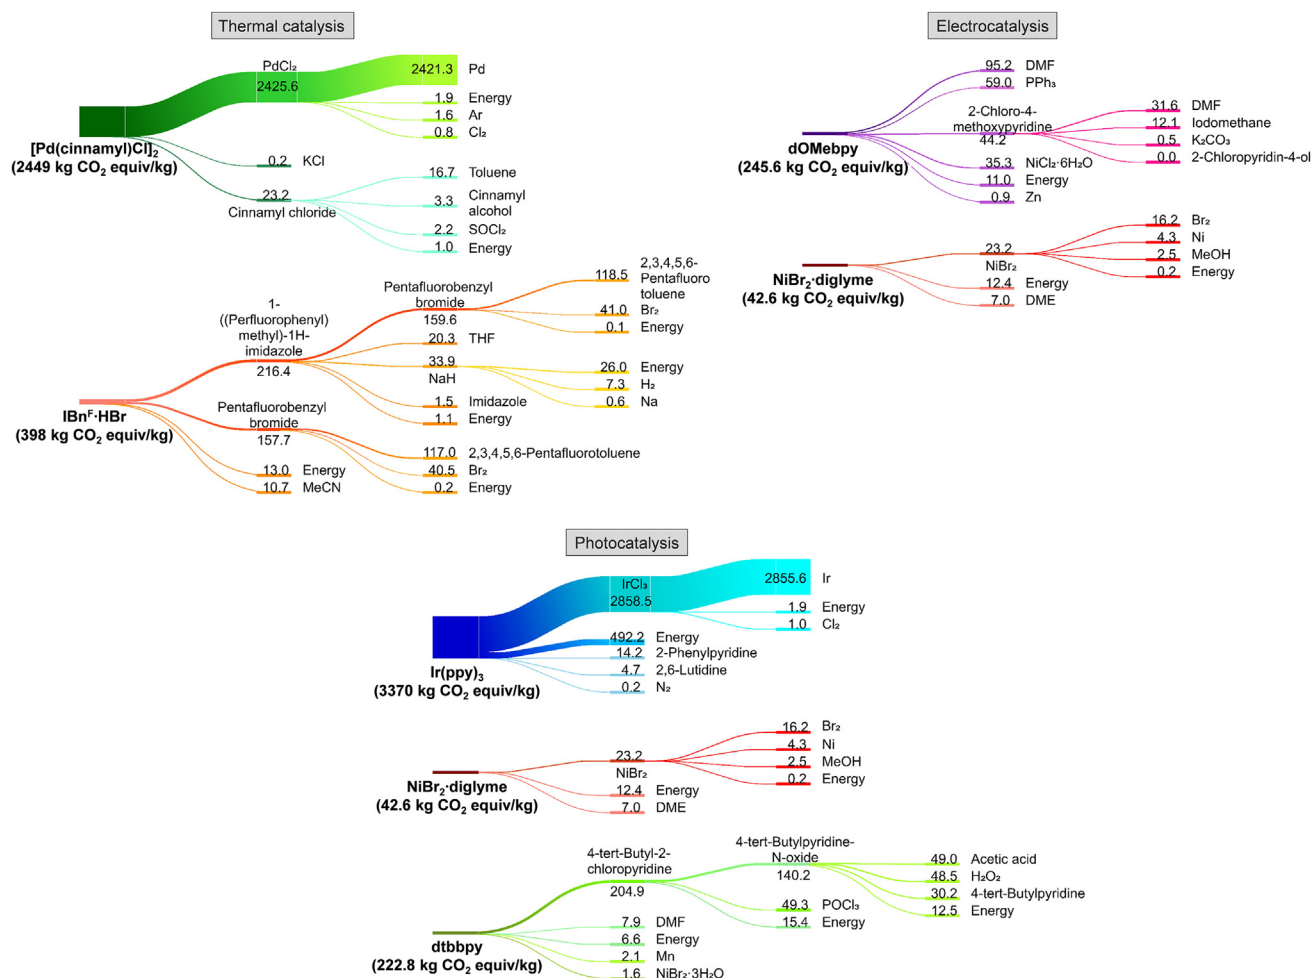 Thermal catalysis
PdCl₂
2425.6
2421.3 Pd
1.9 Energy
1.6 Ar
0.8 Cl₂
[Pd(cinnamyl)Cl]₂
(2449 kg CO₂ equiv/kg)
0.2 KCl
23.2
Cinnamyl chloride
16.7 Toluene
3.3 Cinnamyl
alcohol
2.2 SOCl₂
1.0 Energy
1-
((Perfluorophenyl)
methyl)-1H-
imidazole
216.4
Pentafluorobenzyl
bromide
159.6
118.5 2,3,4,5,6-
Pentafluoro
toluene
41.0 Br₂
0.1 Energy
20.3 THF
33.9
NaH
26.0 Energy
7.3 H₂
0.6 Na
1.5 Imidazole
1.1 Energy
IBnF·HBr
(398 kg CO₂ equiv/kg)
Pentafluorobenzyl
bromide
157.7
117.0 2,3,4,5,6-Pentafluorotoluene
40.5 Br₂
0.2 Energy
13.0 Energy
10.7 MeCN
Electrocatalysis
95.2 DMF
59.0 PPh₃
2-Chloro-4-
methoxypyridine
44.2
31.6 DMF
12.1 Iodomethane
0.5 K₂CO₃
0.0 2-Chloropyridin-4-ol
dOMebpy
(245.6 kg CO₂ equiv/kg)
35.3 NiCl₂·6H₂O
11.0 Energy
0.9 Zn
23.2
NiBr₂
16.2 Br₂
4.3 Ni
2.5 MeOH
0.2 Energy
NiBr₂·diglyme
(42.6 kg CO₂ equiv/kg)
12.4 Energy
7.0 DME
Photocatalysis
IrCl₃
2858.5
2855.6 Ir
1.9 Energy
1.0 Cl₂
492.2 Energy
14.2 2-Phenylpyridine
4.7 2,6-Lutidine
0.2 N₂
Ir(ppy)₃
(3370 kg CO₂ equiv/kg)
23.2
NiBr₂
16.2 Br₂
4.3 Ni
2.5 MeOH
0.2 Energy
NiBr₂·diglyme
(42.6 kg CO₂ equiv/kg)
12.4 Energy
7.0 DME
4-tert-Butyl-2-
chloropyridine
204.9
4-tert-Butylpyridine-
N-oxide
140.2
49.0 Acetic acid
48.5 H₂O₂
30.2 4-tert-Butylpyridine
12.5 Energy
49.3 POCl₃
15.4 Energy
7.9 DMF
6.6 Energy
2.1 Mn
1.6 NiBr₂·3H₂O
dtbbpy
(222.8 kg CO₂ equiv/kg)